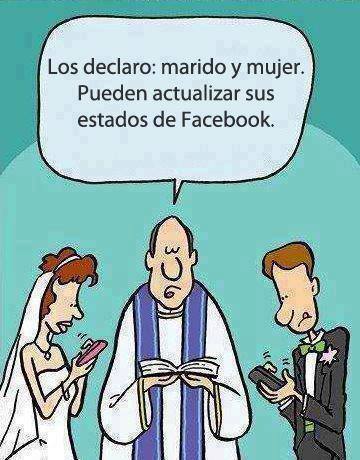 Los declaro: marido y mujer.
Pueden actualizar sus
estados de Facebook.